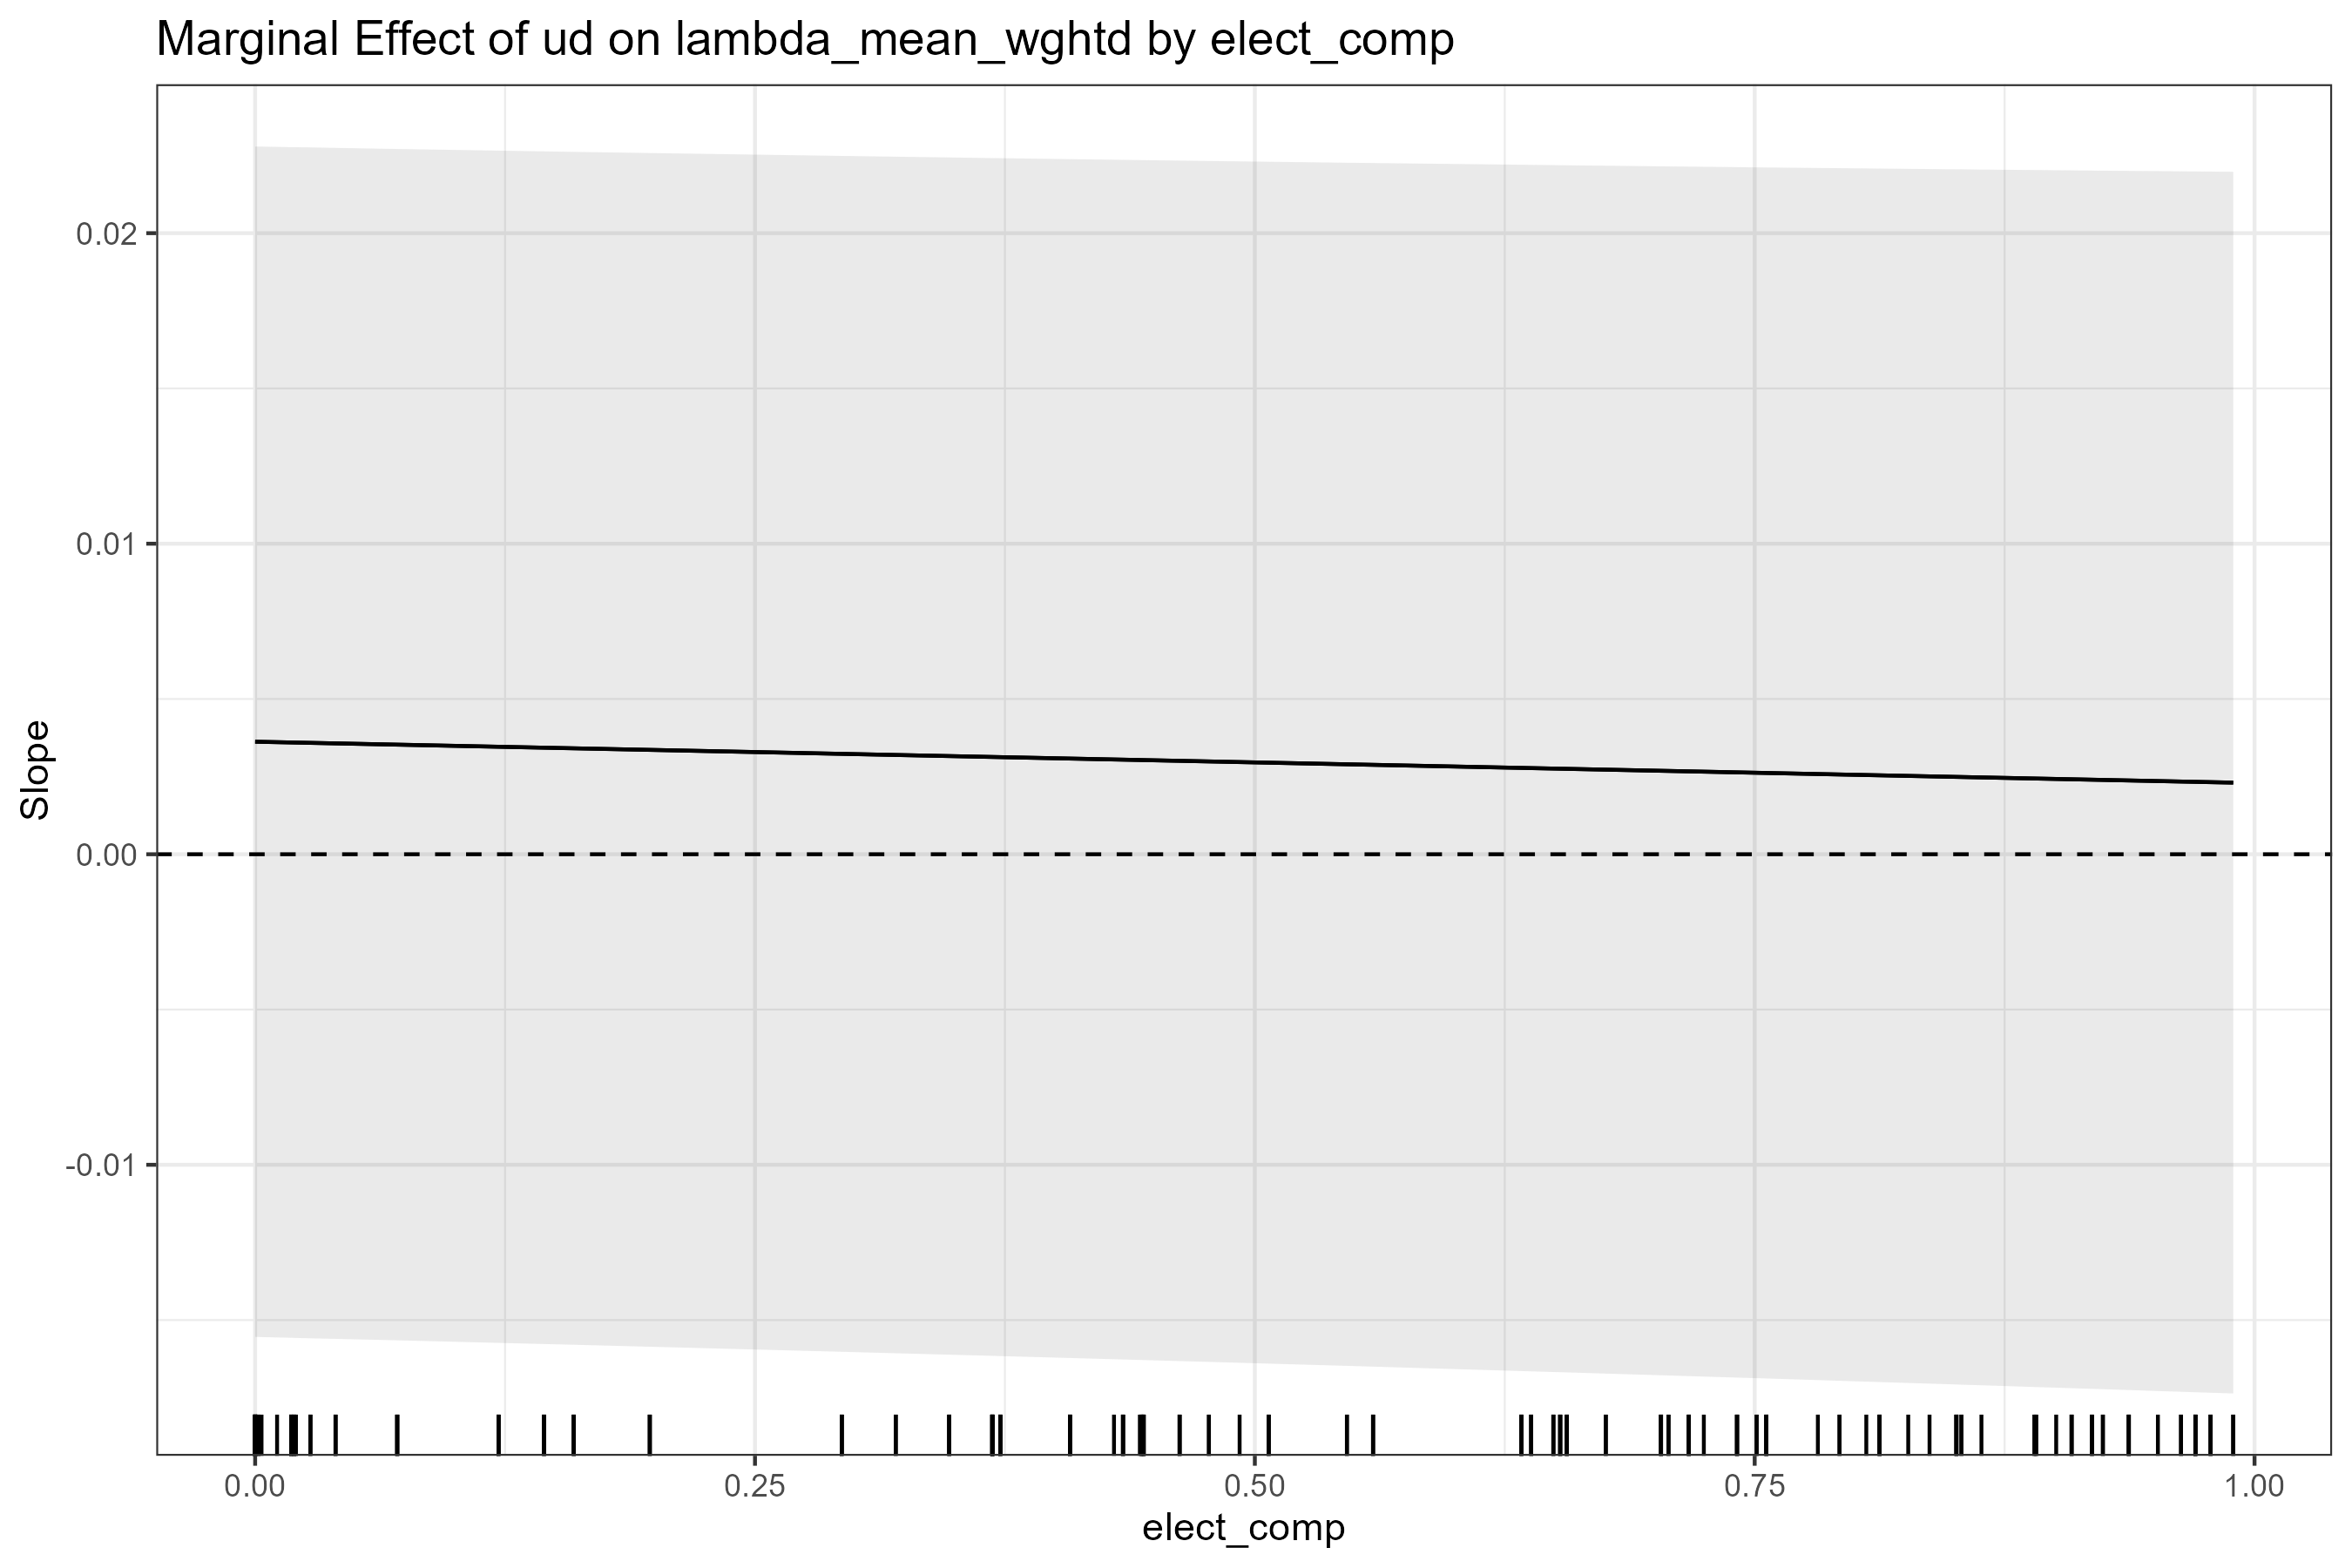 Marginal Effect of ud on lambda_mean_wghtd by elect_comp
0.02
0.01
0.00
-0.01
Slope
0.00 0.25 0.50 0.75 1.00
elect_comp